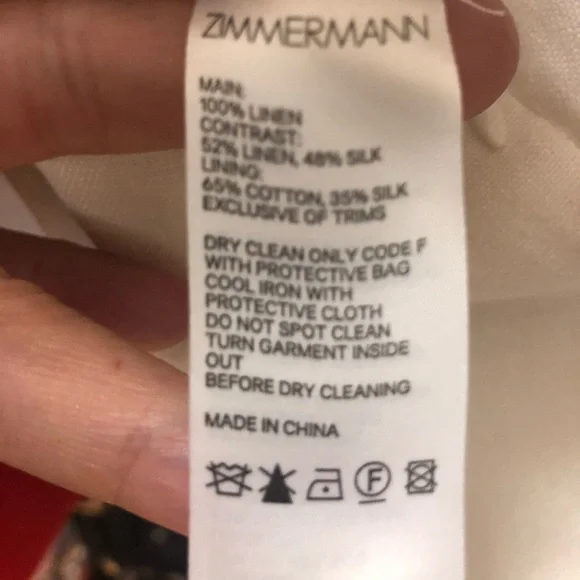 ZIMMERMANN
MAIN:
100% LINEN
CONTRAST:
52% LINEN, 48% SILK
LINING:
65% COTTON, 35% SILK
EXCLUSIVE OF TRIMS
DRY CLEAN ONLY CODE F
WITH PROTECTIVE BAG
COOL IRON WITH
PROTECTIVE CLOTH
DO NOT SPOT CLEAN
TURN GARMENT INSIDE
OUT
BEFORE DRY CLEANING
MADE IN CHINA
F